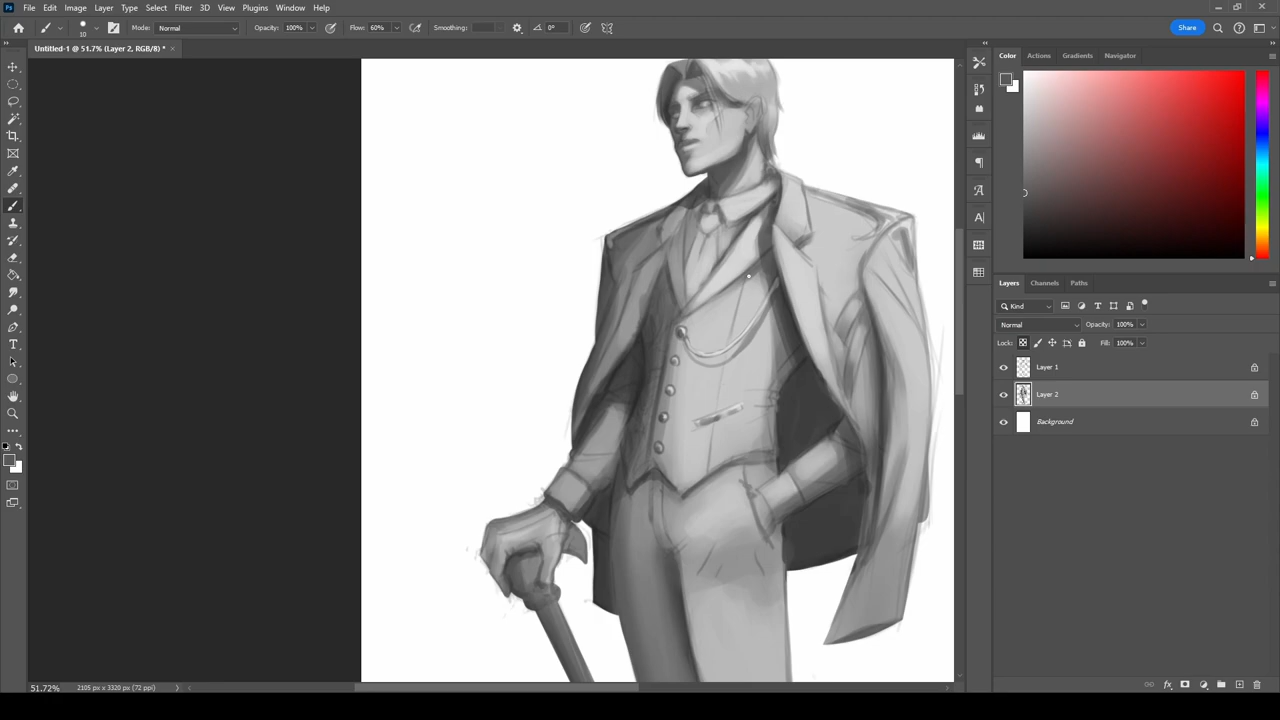 Ps File Edit Image Layer Type Select Filter 3D View Plugins Window Help
10 Mode: Normal Opacity: 100% Flow: 60% Smoothing: 0° Share
Untitled-1 @ 51.7% (Layer 2, RGB/8) * ×
Color Actions Gradients Navigator
Layers Channels Paths
Kind
Normal Opacity: 100%
Lock: Fill: 100%
Layer 1
Layer 2
Background
51.72% 2105 px x 3320 px (72 ppi)